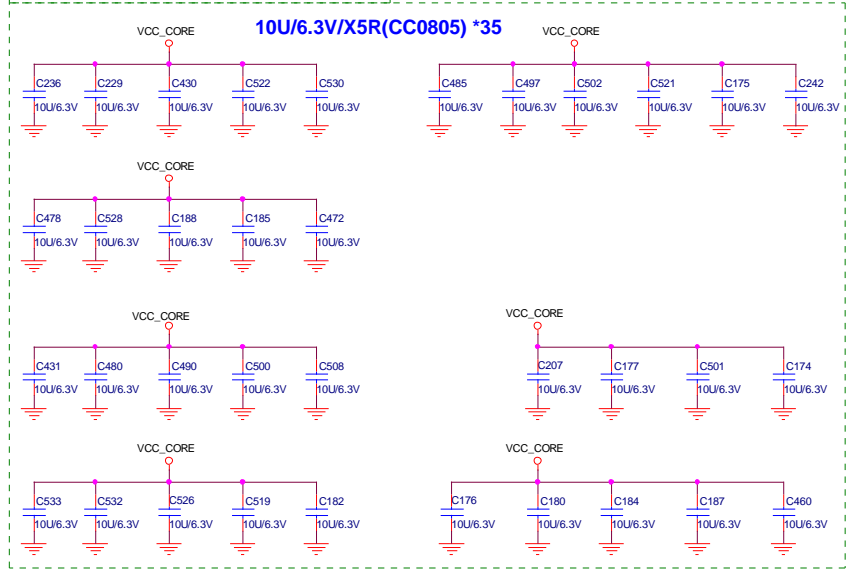 10U/6.3V/X5R(CC0805) *35
VCC_CORE
C236 C229 C430 C522 C530
10U/6.3V 10U/6.3V 10U/6.3V 10U/6.3V 10U/6.3V
VCC_CORE
C485 C497 C502 C521 C175 C242
10U/6.3V 10U/6.3V 10U/6.3V 10U/6.3V 10U/6.3V 10U/6.3V
VCC_CORE
C478 C528 C188 C185 C472
10U/6.3V 10U/6.3V 10U/6.3V 10U/6.3V 10U/6.3V
VCC_CORE
C431 C480 C490 C500 C508
10U/6.3V 10U/6.3V 10U/6.3V 10U/6.3V 10U/6.3V
VCC_CORE
C207 C177 C501 C174
10U/6.3V 10U/6.3V 10U/6.3V 10U/6.3V
VCC_CORE
C533 C532 C526 C519 C182
10U/6.3V 10U/6.3V 10U/6.3V 10U/6.3V 10U/6.3V
VCC_CORE
C176 C180 C184 C187 C460
10U/6.3V 10U/6.3V 10U/6.3V 10U/6.3V 10U/6.3V